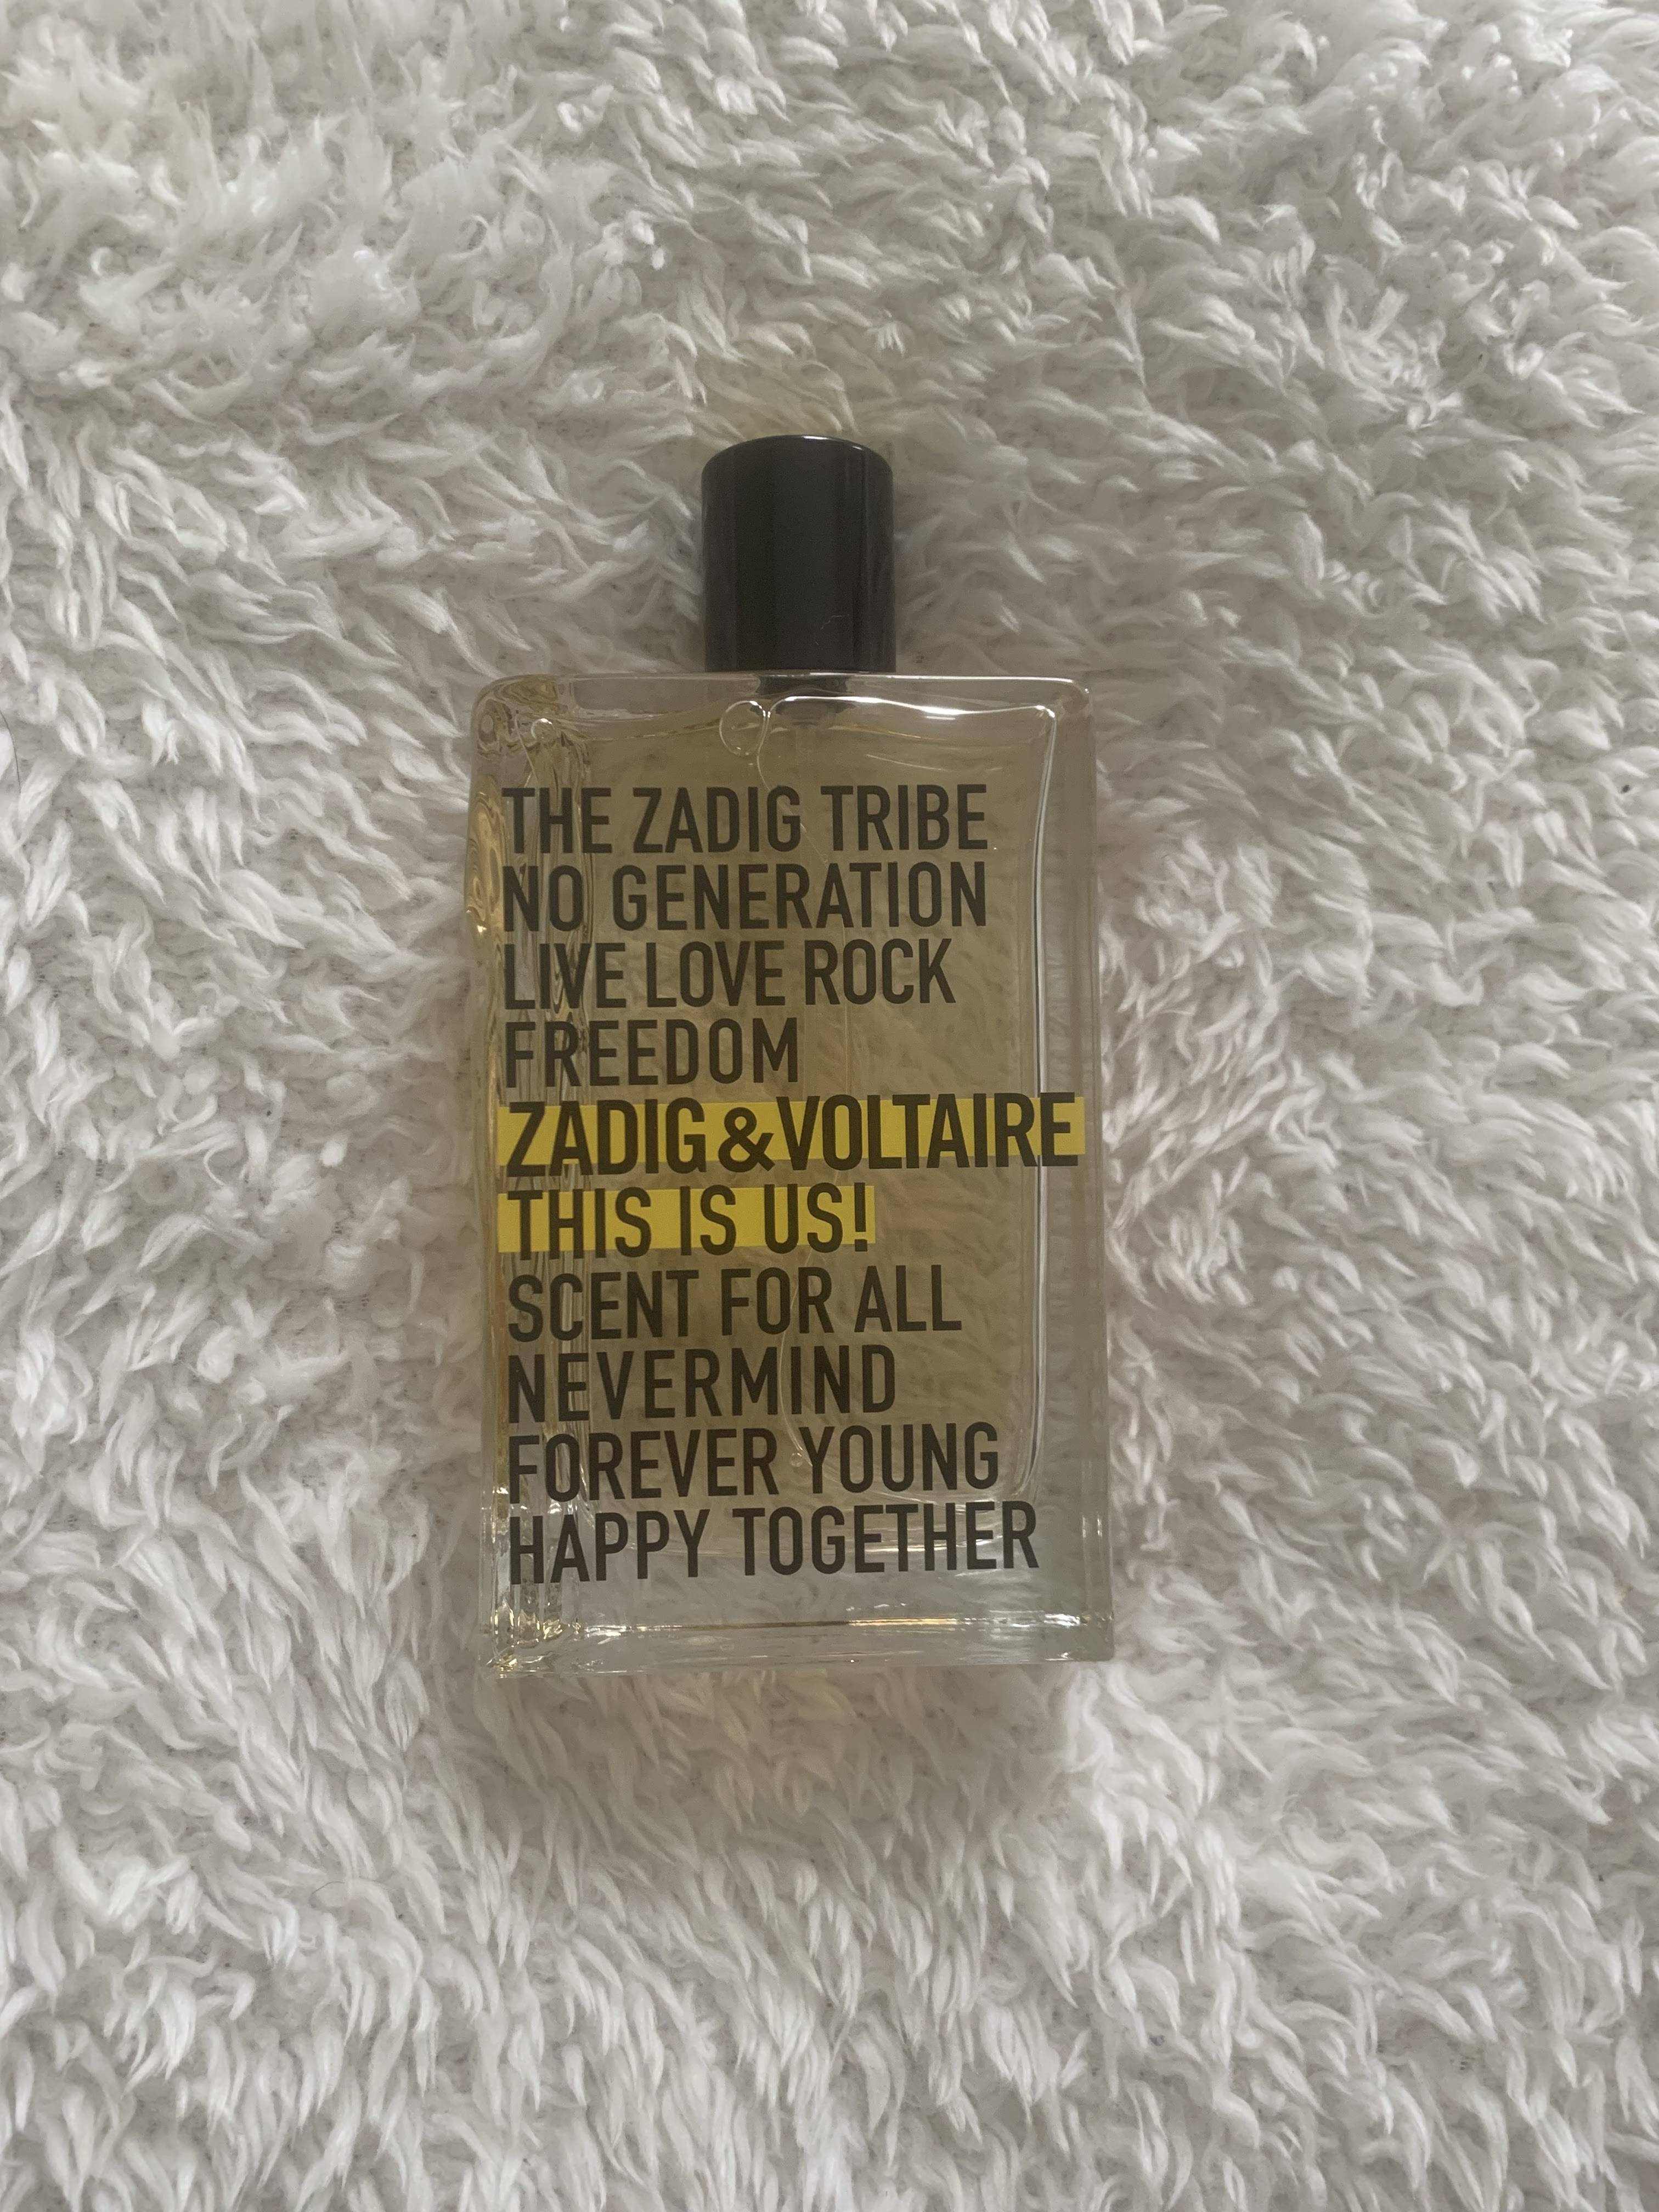 THE ZADIG TRIBE
NO GENERATION
LIVE LOVE ROCK
FREEDOM
ZADIG&VOLTAIRE
THIS IS US!
SCENT FOR ALL
NEVERMIND
FOREVER YOUNG
HAPPY TOGETHER